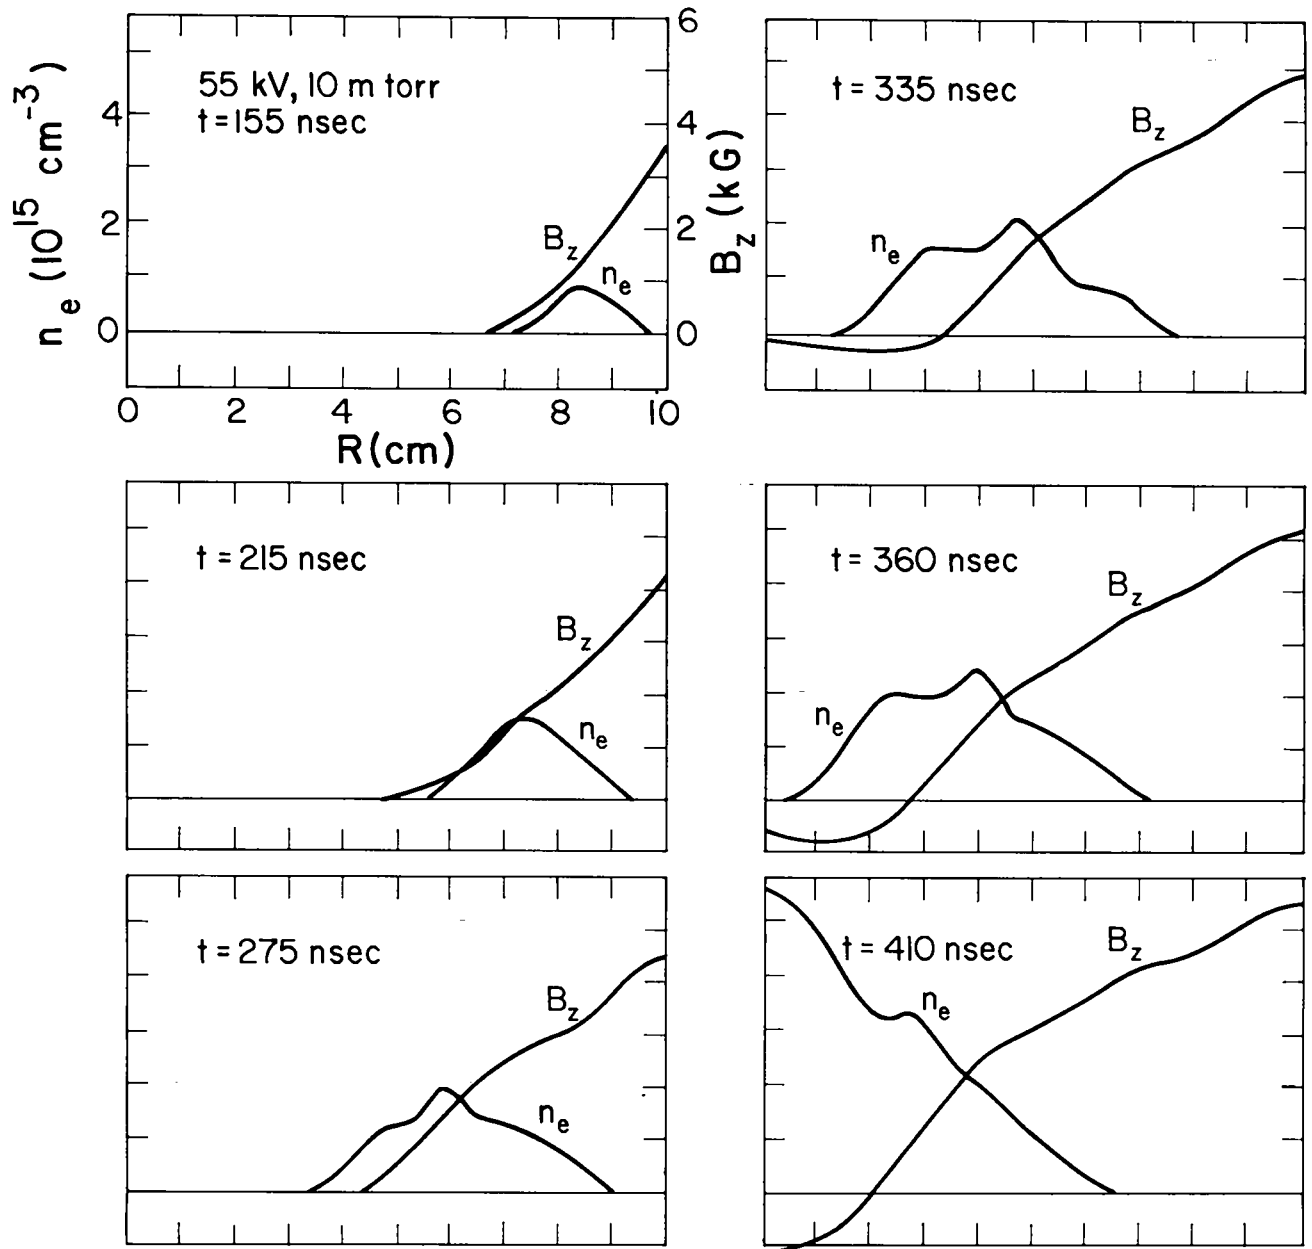 n_e (10^15 cm^-3)
4
2
0
55 kV, 10 m torr
t=155 nsec
B_z
n_e
6
4
2
0
B_z (kG)
0 2 4 6 8 10
R(cm)
t = 215 nsec
B_z
n_e
t = 275 nsec
B_z
n_e
t = 335 nsec
B_z
n_e
t = 360 nsec
B_z
n_e
t = 410 nsec
B_z
n_e